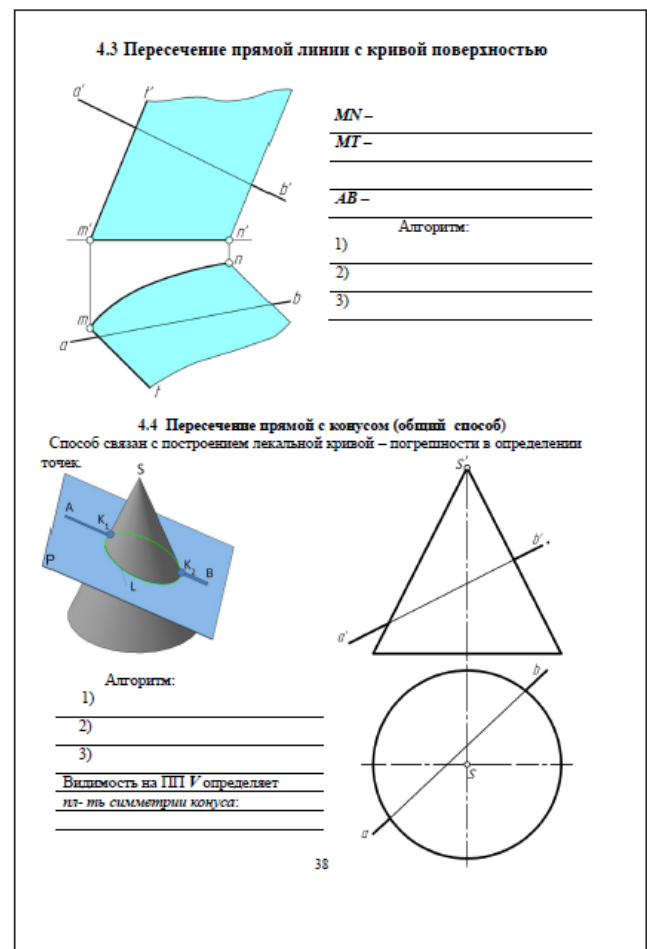 4.3 Пересечение прямой линии с кривой поверхностью
a'
t'
b'
m'
n'
n
m
b
a
t
MN –
MT –
AB –
Алгоритм:
1)
2)
3)
4.4 Пересечение прямой с конусом (общий способ)
Способ связан с построением лекальной кривой – погрешности в определении
точек.
S
A
K1
K2
B
P
L
S'
b'
a'
b
S
a
Алгоритм:
1)
2)
3)
Видимость на ПП V определяет
пл- ть симметрии конуса:
38